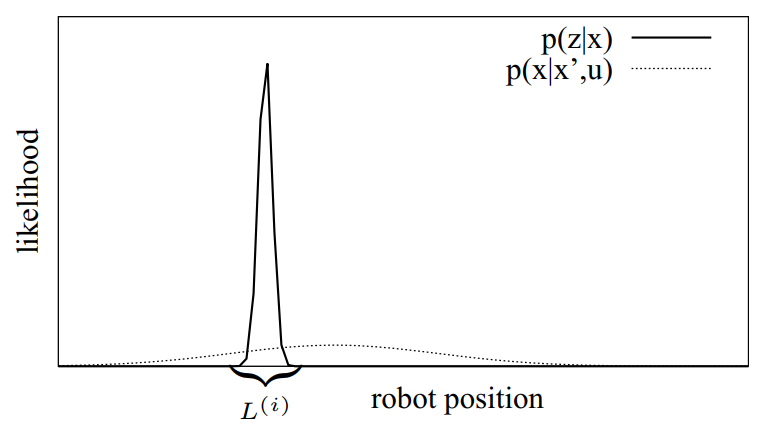 p(z|x)
p(x|x’,u)
likelihood
L⁽ⁱ⁾
robot position